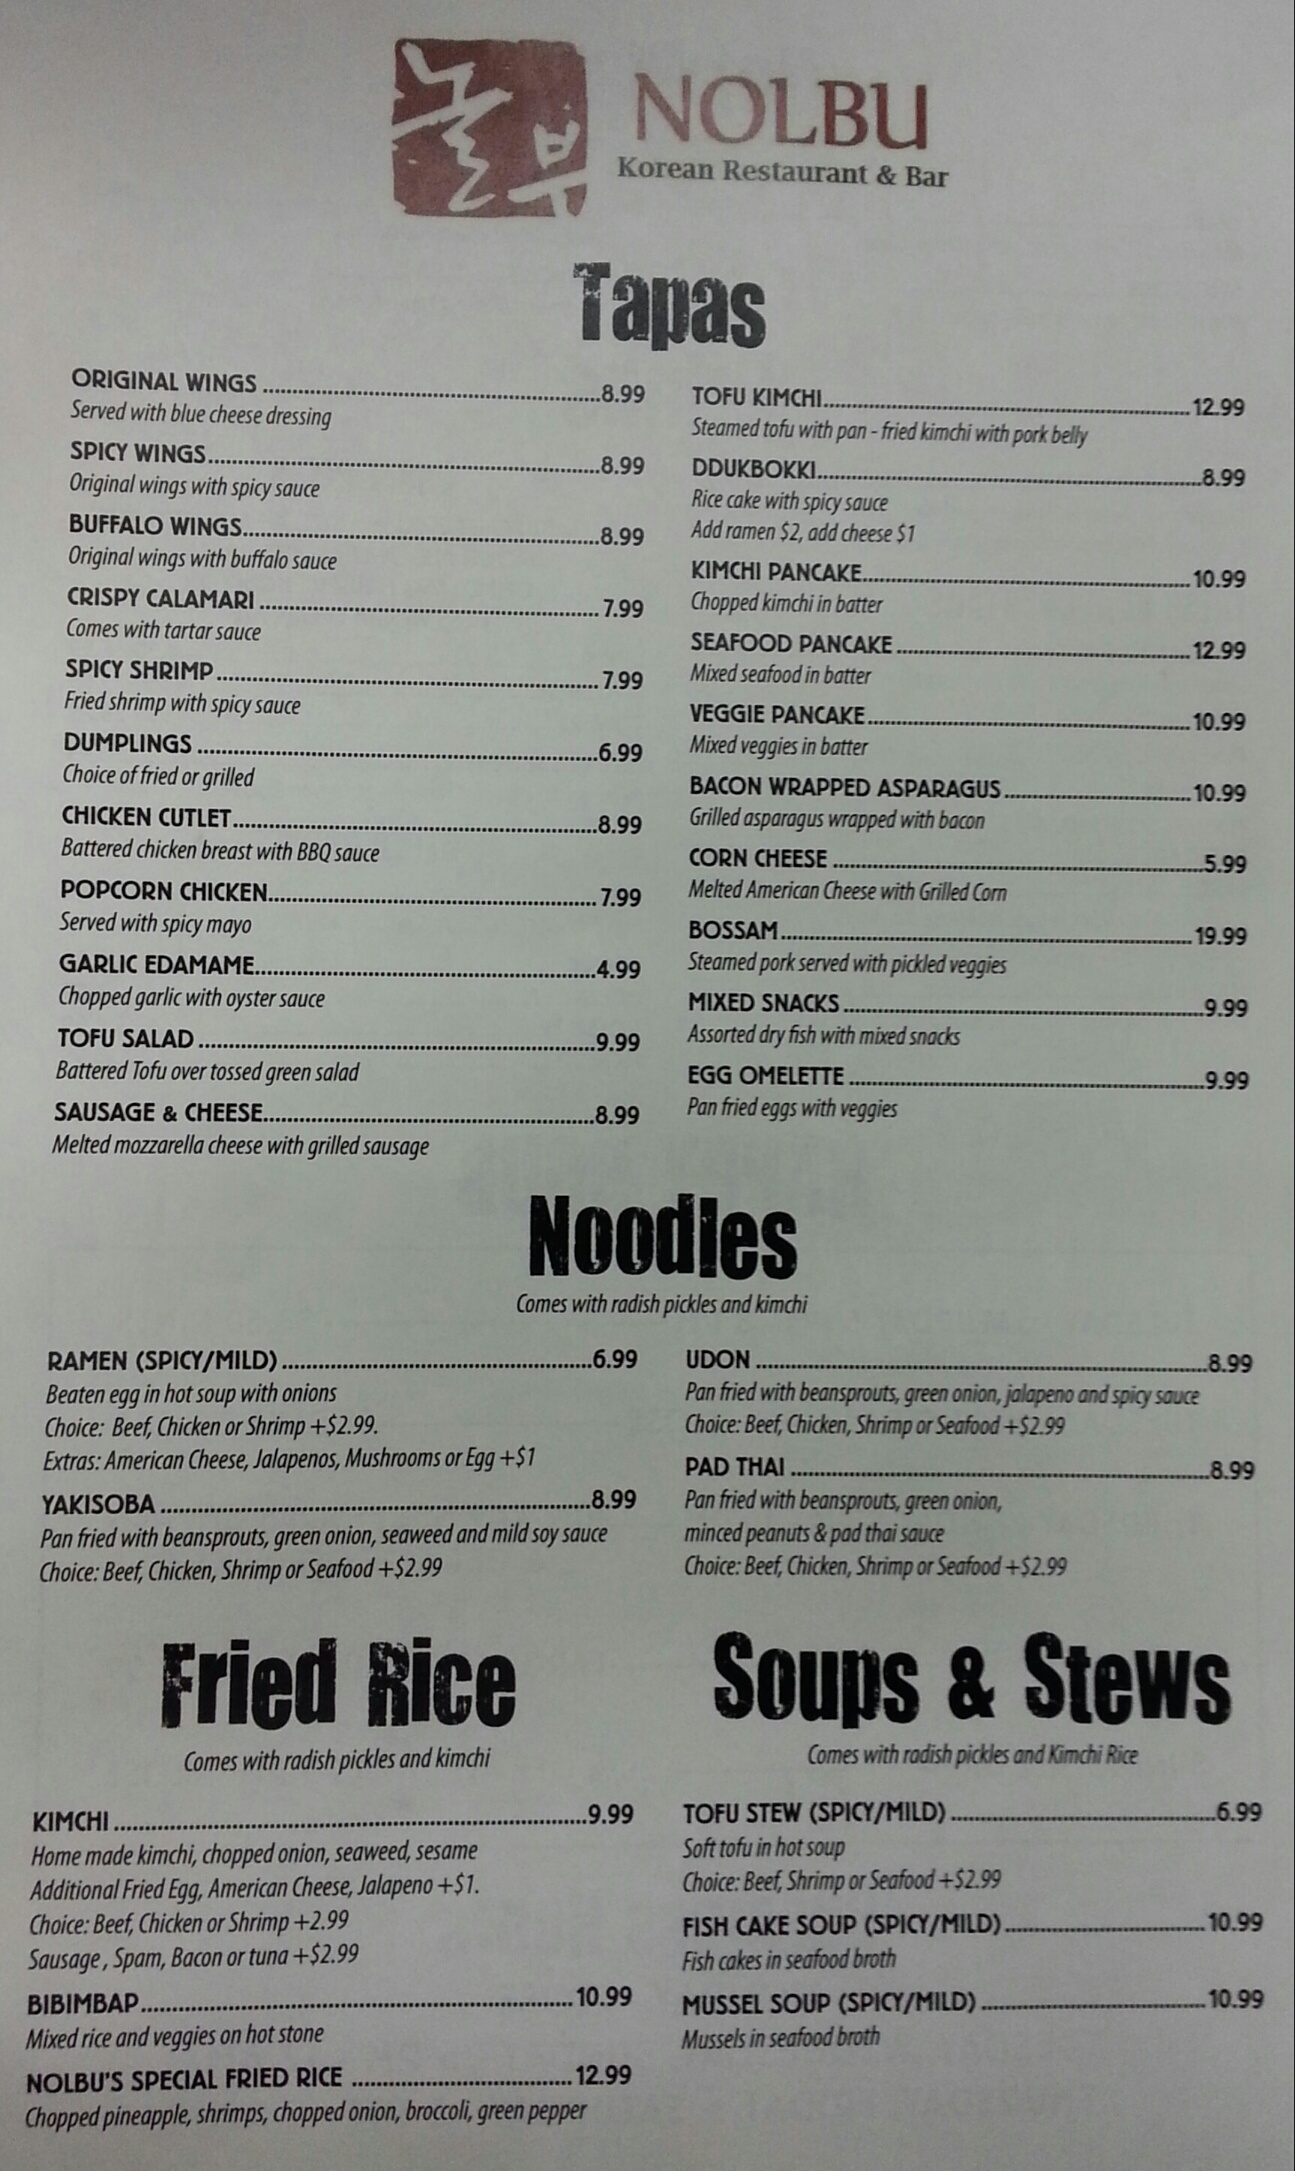 놀부
NOLBU
Korean Restaurant & Bar
Tapas
ORIGINAL WINGS ........ 8.99
Served with blue cheese dressing
SPICY WINGS ........ 8.99
Original wings with spicy sauce
BUFFALO WINGS ........ 8.99
Original wings with buffalo sauce
CRISPY CALAMARI ........ 7.99
Comes with tartar sauce
SPICY SHRIMP ........ 7.99
Fried shrimp with spicy sauce
DUMPLINGS ........ 6.99
Choice of fried or grilled
CHICKEN CUTLET ........ 8.99
Battered chicken breast with BBQ sauce
POPCORN CHICKEN ........ 7.99
Served with spicy mayo
GARLIC EDAMAME ........ 4.99
Chopped garlic with oyster sauce
TOFU SALAD ........ 9.99
Battered Tofu over tossed green salad
SAUSAGE & CHEESE ........ 8.99
Melted mozzarella cheese with grilled sausage
TOFU KIMCHI ........ 12.99
Steamed tofu with pan - fried kimchi with pork belly
DDUKBOKKI ........ 8.99
Rice cake with spicy sauce
Add ramen $2, add cheese $1
KIMCHI PANCAKE ........ 10.99
Chopped kimchi in batter
SEAFOOD PANCAKE ........ 12.99
Mixed seafood in batter
VEGGIE PANCAKE ........ 10.99
Mixed veggies in batter
BACON WRAPPED ASPARAGUS ........ 10.99
Grilled asparagus wrapped with bacon
CORN CHEESE ........ 5.99
Melted American Cheese with Grilled Corn
BOSSAM ........ 19.99
Steamed pork served with pickled veggies
MIXED SNACKS ........ 9.99
Assorted dry fish with mixed snacks
EGG OMELETTE ........ 9.99
Pan fried eggs with veggies
Noodles
Comes with radish pickles and kimchi
RAMEN (SPICY/MILD) ........ 6.99
Beaten egg in hot soup with onions
Choice: Beef, Chicken or Shrimp +$2.99.
Extras: American Cheese, Jalapenos, Mushrooms or Egg +$1
YAKISOBA ........ 8.99
Pan fried with beansprouts, green onion, seaweed and mild soy sauce
Choice: Beef, Chicken, Shrimp or Seafood +$2.99
UDON ........ 8.99
Pan fried with beansprouts, green onion, jalapeno and spicy sauce
Choice: Beef, Chicken, Shrimp or Seafood +$2.99
PAD THAI ........ 8.99
Pan fried with beansprouts, green onion,
minced peanuts & pad thai sauce
Choice: Beef, Chicken, Shrimp or Seafood +$2.99
Fried Rice
Comes with radish pickles and kimchi
KIMCHI ........ 9.99
Home made kimchi, chopped onion, seaweed, sesame
Additional Fried Egg, American Cheese, Jalapeno +$1.
Choice: Beef, Chicken or Shrimp +2.99
Sausage , Spam, Bacon or tuna +$2.99
BIBIMBAP ........ 10.99
Mixed rice and veggies on hot stone
NOLBU'S SPECIAL FRIED RICE ........ 12.99
Chopped pineapple, shrimps, chopped onion, broccoli, green pepper
Soups & Stews
Comes with radish pickles and Kimchi Rice
TOFU STEW (SPICY/MILD) ........ 6.99
Soft tofu in hot soup
Choice: Beef, Shrimp or Seafood +$2.99
FISH CAKE SOUP (SPICY/MILD) ........ 10.99
Fish cakes in seafood broth
MUSSEL SOUP (SPICY/MILD) ........ 10.99
Mussels in seafood broth